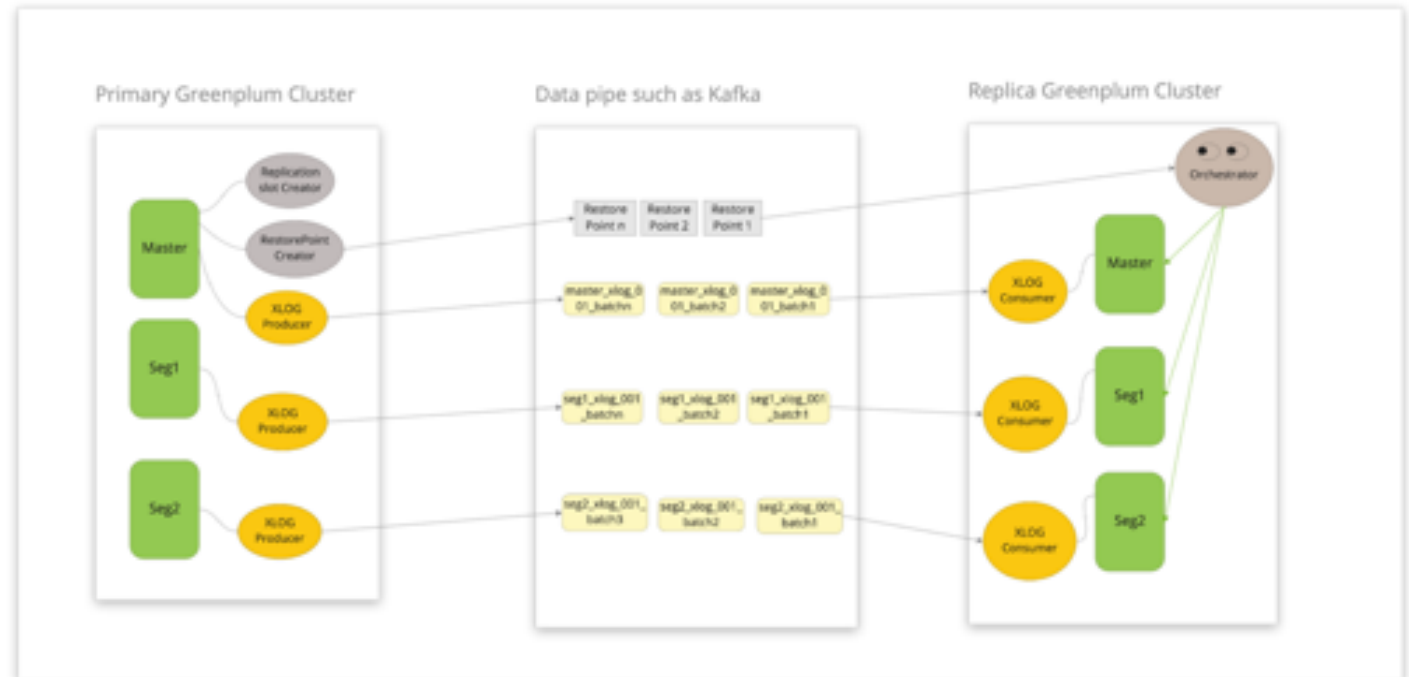 Primary Greenplum Cluster
Data pipe such as Kafka
Replica Greenplum Cluster
Replication
slot Creator
Master
RestorePoint
Creator
XLOG
Producer
Seg1
XLOG
Producer
Seg2
XLOG
Producer
Restore
Point n
Restore
Point 2
Restore
Point 1
master_xlog_0
01_batchn
master_xlog_0
01_batch2
master_xlog_0
01_batch1
seg1_xlog_001
_batchn
seg1_xlog_001
_batch2
seg1_xlog_001
_batch1
seg2_xlog_001_
batch3
seg2_xlog_001_
batch2
seg2_xlog_001_
batch1
Orchestrator
XLOG
Consumer
Master
XLOG
Consumer
Seg1
XLOG
Consumer
Seg2